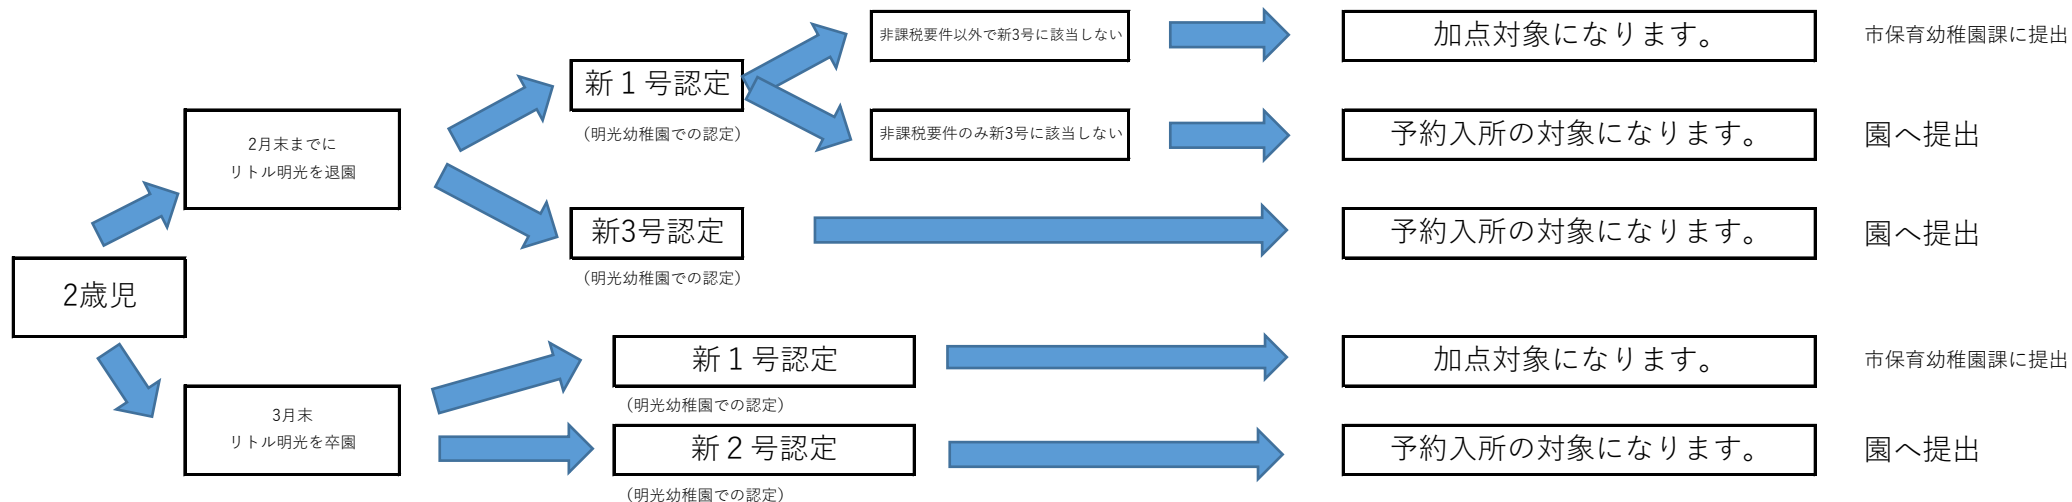 非課税要件以外で新3号に該当しない
加点対象になります。
市保育幼稚園課に提出
新１号認定
(明光幼稚園での認定)
2月末までに
リトル明光を退園
非課税要件のみ新3号に該当しない
予約入所の対象になります。
園へ提出
新3号認定
(明光幼稚園での認定)
予約入所の対象になります。
園へ提出
2歳児
新１号認定
(明光幼稚園での認定)
加点対象になります。
市保育幼稚園課に提出
3月末
リトル明光を卒園
新２号認定
(明光幼稚園での認定)
予約入所の対象になります。
園へ提出